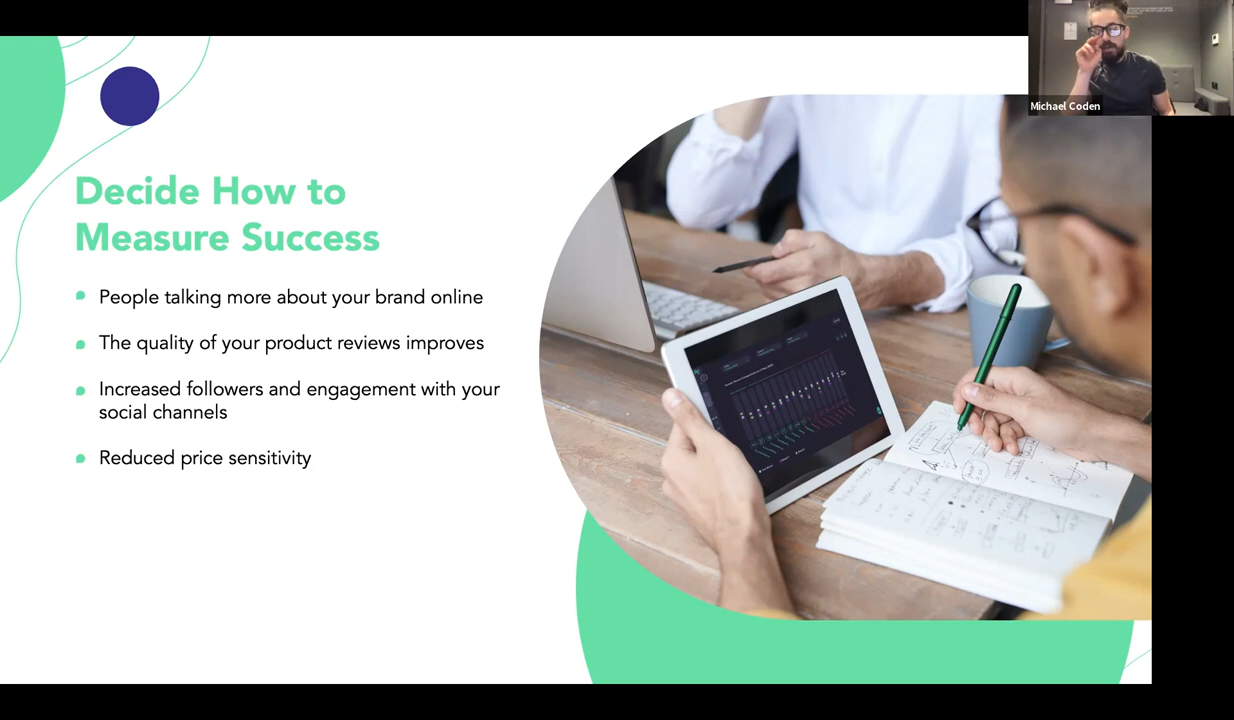 Michael Coden
Decide How to
Measure Success
People talking more about your brand online
The quality of your product reviews improves
Increased followers and engagement with your
social channels
Reduced price sensitivity